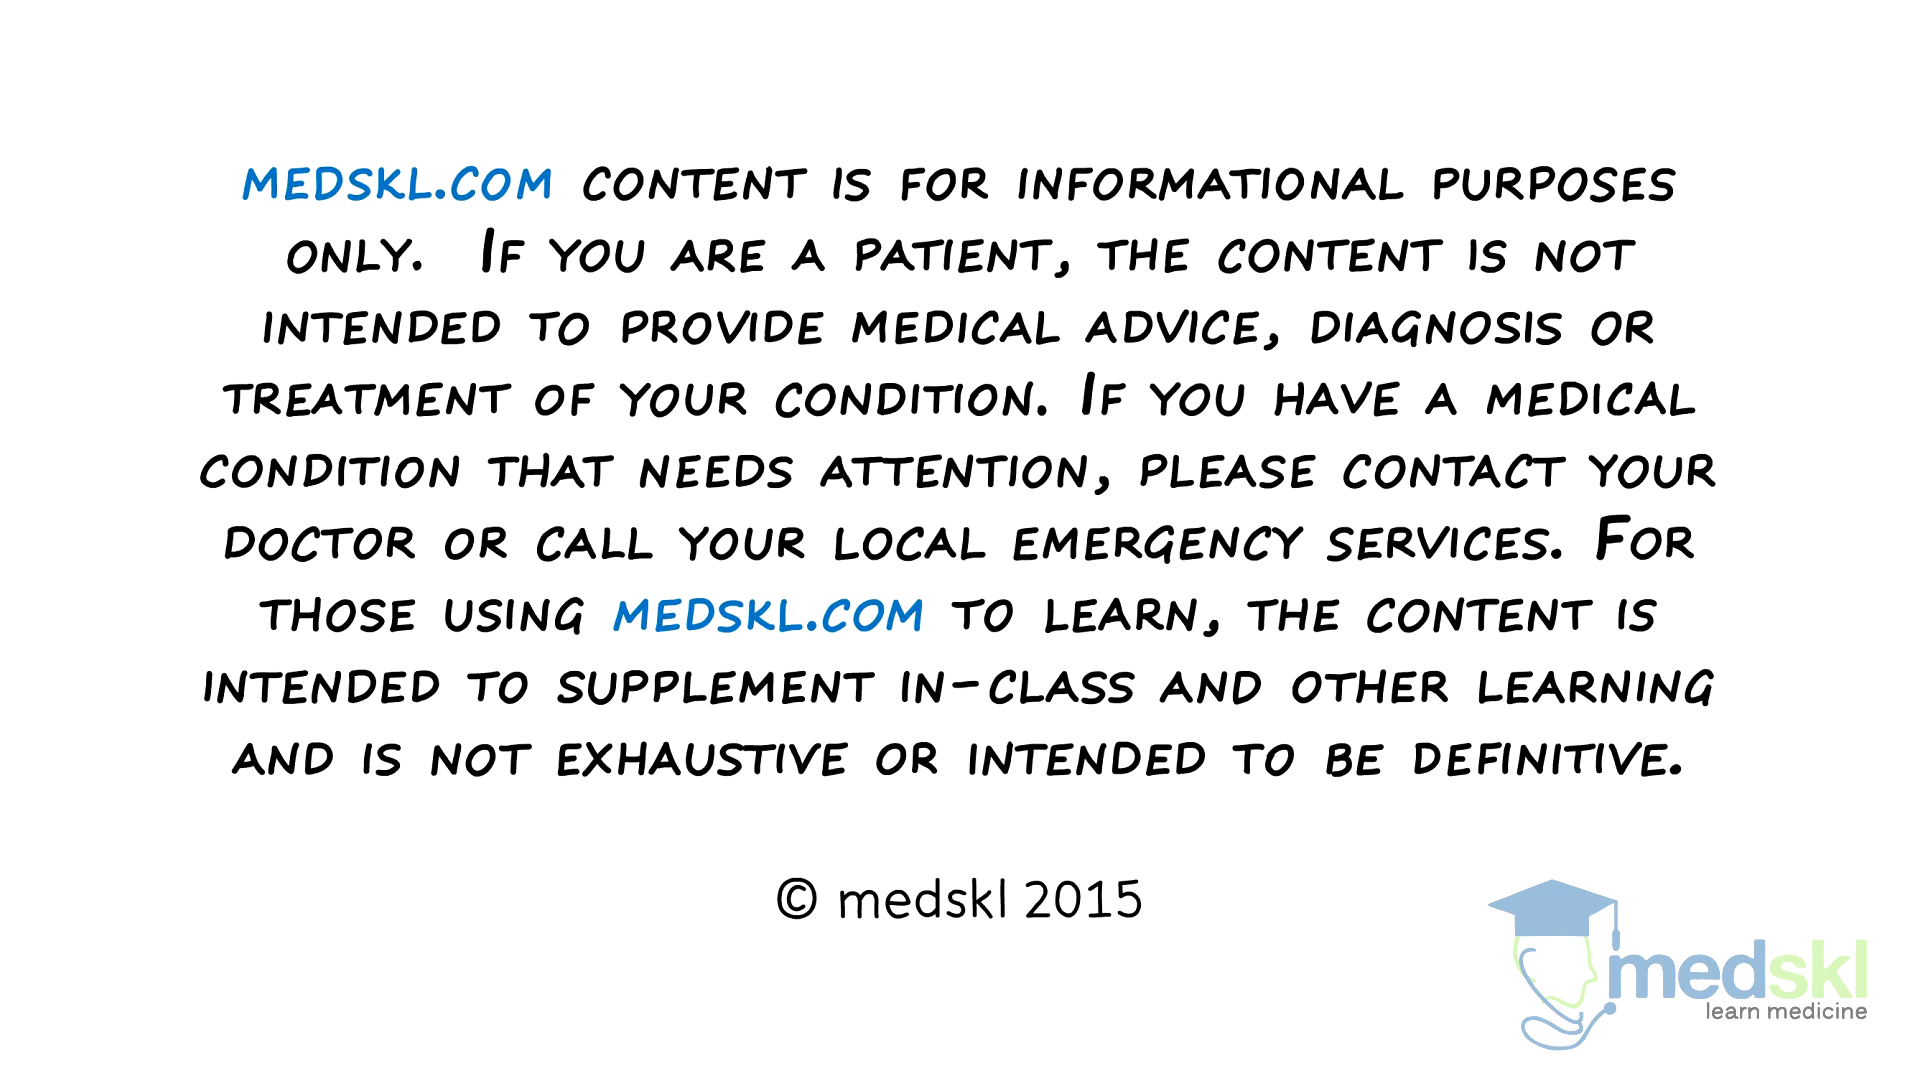 medskl.com content is for informational purposes
only. If you are a patient, the content is not
intended to provide medical advice, diagnosis or
treatment of your condition. If you have a medical
condition that needs attention, please contact your
doctor or call your local emergency services. For
those using medskl.com to learn, the content is
intended to supplement in-class and other learning
and is not exhaustive or intended to be definitive.
© medskl 2015
medskl
learn medicine